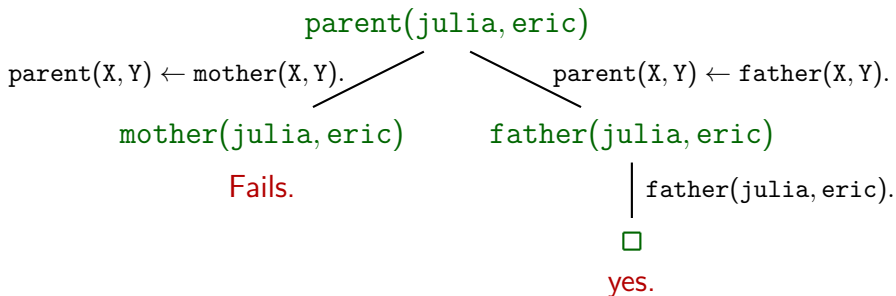 parent(julia, eric)
parent(X, Y) ← mother(X, Y).
parent(X, Y) ← father(X, Y).
mother(julia, eric)
father(julia, eric)
Fails.
father(julia, eric).
□
yes.